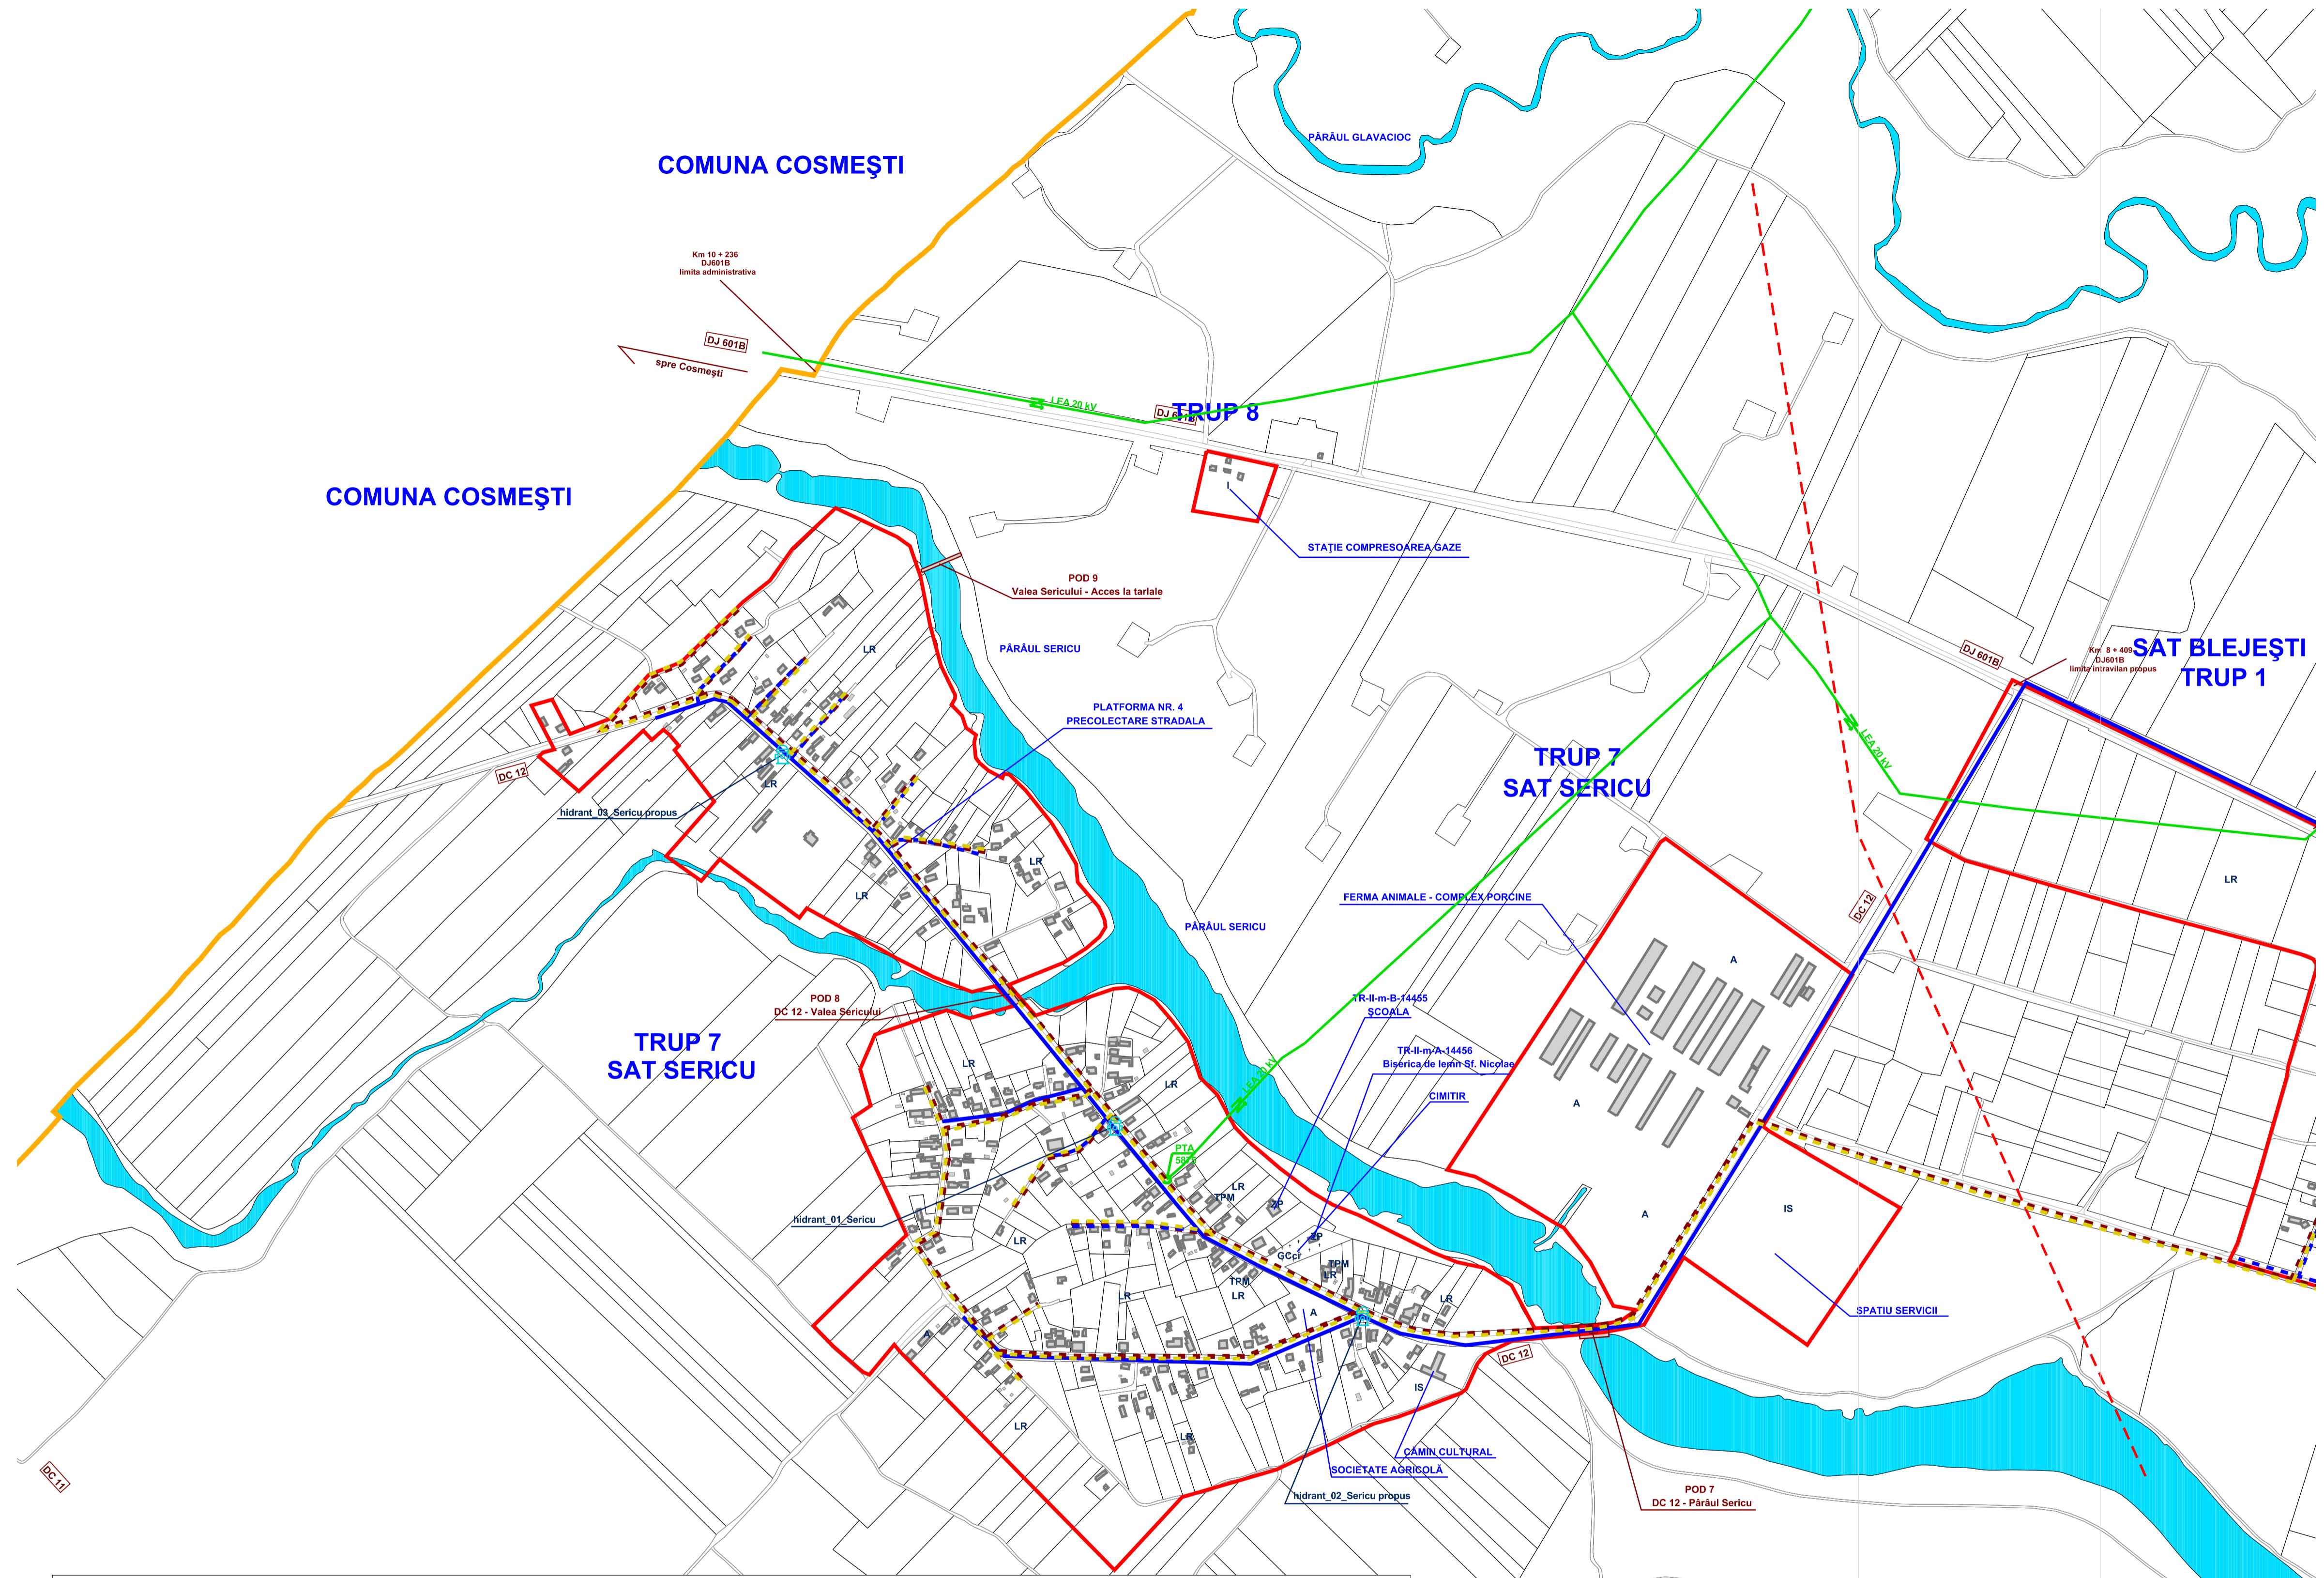 PÂRÂUL GLAVACIOC
COMUNA COSMEŞTI
Km 10 + 236
DJ601B
limita administrativa
DJ 601B
spre Cosmeşti
LEA 20 kV
DJ 601B
TRUP 8
COMUNA COSMEŞTI
I
STAŢIE COMPRESOAREA GAZE
POD 9
Valea Sericului - Acces la tarlale
LR
PÂRÂUL SERICU
DJ 601B
Km 8 + 409
DJ601B
limita intravilan propus
SAT BLEJEŞTI
TRUP 1
PLATFORMA NR. 4
PRECOLECTARE STRADALA
LEA 20 kV
TRUP 7
SAT SERICU
DC 12
LR
hidrant_03_Sericu propus
LR
LR
LR
FERMA ANIMALE - COMPLEX PORCINE
DC 12
PÂRÂUL SERICU
A
POD 8
DC 12 - Valea Sericului
TR-II-m-B-14455
ŞCOALA
TRUP 7
SAT SERICU
TR-II-m-A-14456
Biserica de lemn Sf. Nicolae
LR
LR
LEA 20 kV
CIMITIR
A
PTA
LR
TPM
ZP
hidrant_01_Sericu
LR
ZP
GCcr
A
IS
TPM
LR
TPM
LR
LR
LR
A
SPATIU SERVICII
A
DC 12
IS
LR
LR
CĂMIN CULTURAL
SOCIETATE AGRICOLĂ
hidrant_02_Sericu propus
DC 11
POD 7
DC 12 - Pârâul Sericu